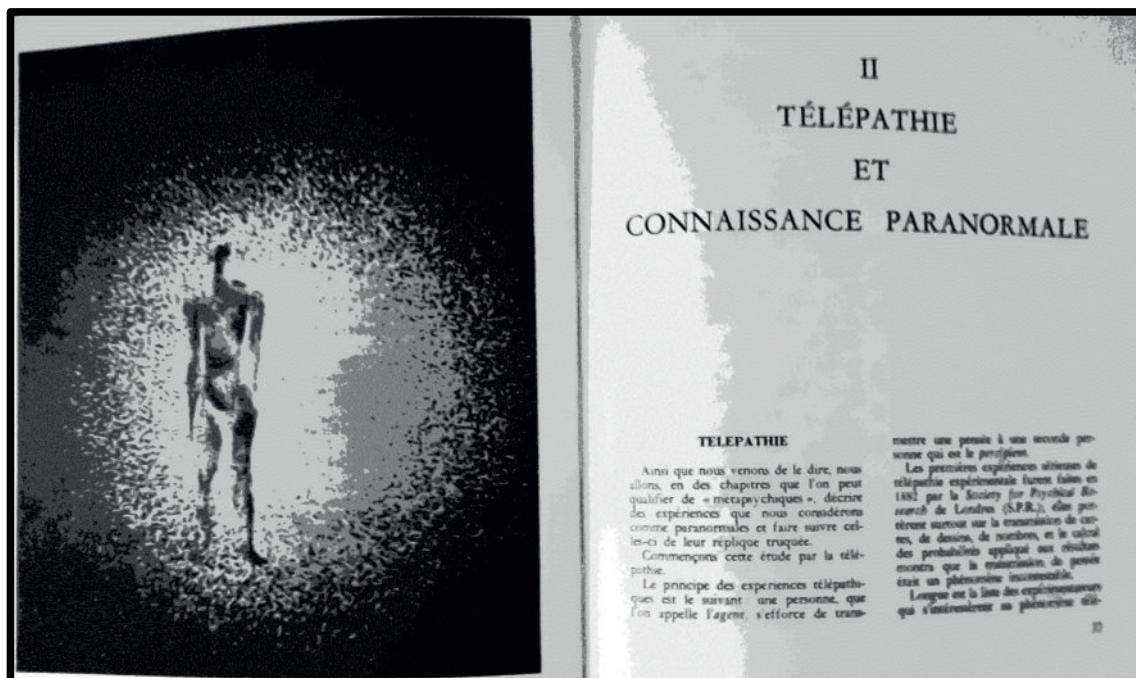 II
TÉLÉPATHIE
ET
CONNAISSANCE PARANORMALE
TELEPATHIE
Ainsi que nous venons de le dire, nous
allons, en des chapitres que l'on peut
qualifier de « métapsychiques », décrire
des expériences que nous considérons
comme paranormales et faire suivre cel-
les-ci de leur réplique truquée.
Commençons cette étude par la télé-
pathie.
Le principe des expériences télépathi-
ques est le suivant : une personne, que
l'on appelle l'agent, s'efforce de trans-
mettre une pensée à une seconde per-
sonne qui est le percipient.
Les premières expériences sérieuses de
télépathie expérimentale furent faites en
1882 par la Society for Psychical Re-
search de Londres (S.P.R.), elles por-
tèrent surtout sur la transmission de car-
tes, de dessins, de nombres, et le calcul
des probabilités appliqué aux résultats
montra que la transmission de pensée
était un phénomène incontestable.
Longue est la liste des expérimentateurs
qui s'intéressèrent au phénomène télé-